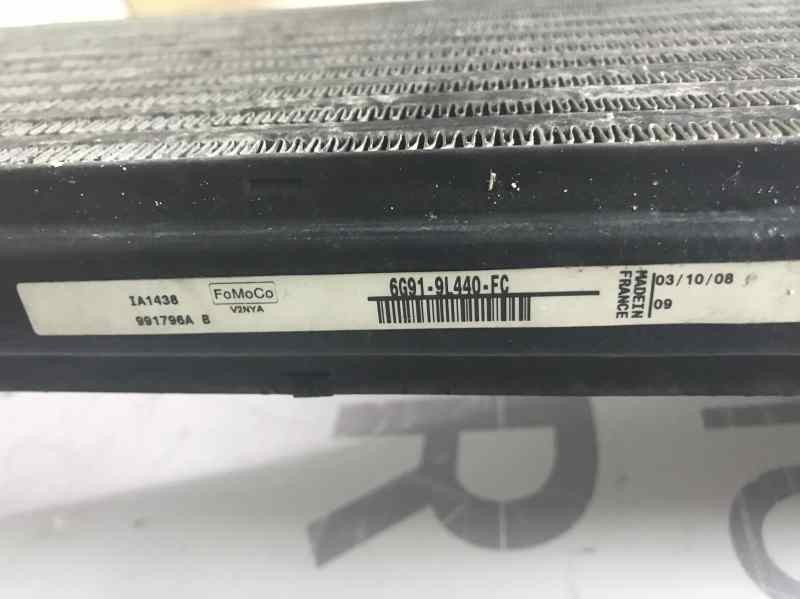 IA1438
991796A B
FoMoCo
V2NYA
6G91-9L440-FC
MADE IN
FRANCE
03/10/08
09
R